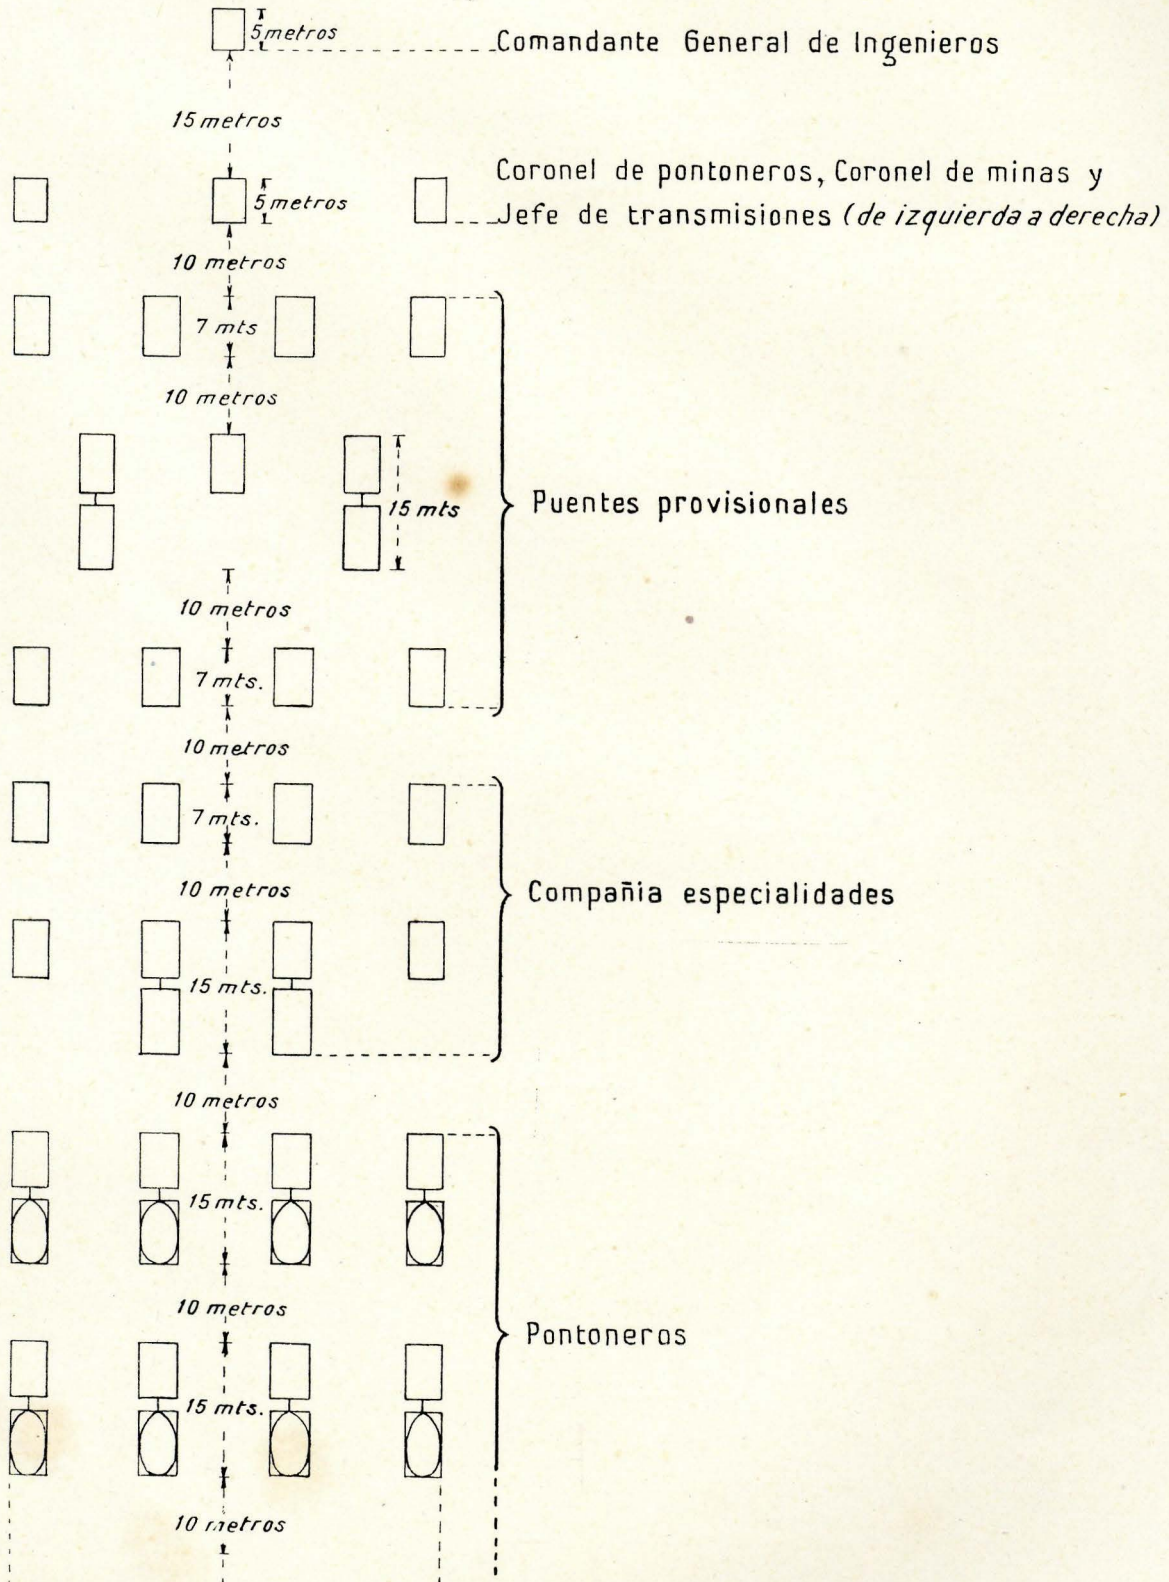 5 metros
Comandante General de Ingenieros
15 metros
Coronel de pontoneros, Coronel de minas y
5 metros
Jefe de transmisiones (de izquierda a derecha)
10 metros
7 mts
10 metros
15 mts
Puentes provisionales
10 metros
7 mts.
10 metros
7 mts.
10 metros
Compañia especialidades
15 mts.
10 metros
15 mts.
10 metros
Pontoneros
15 mts.
10 metros